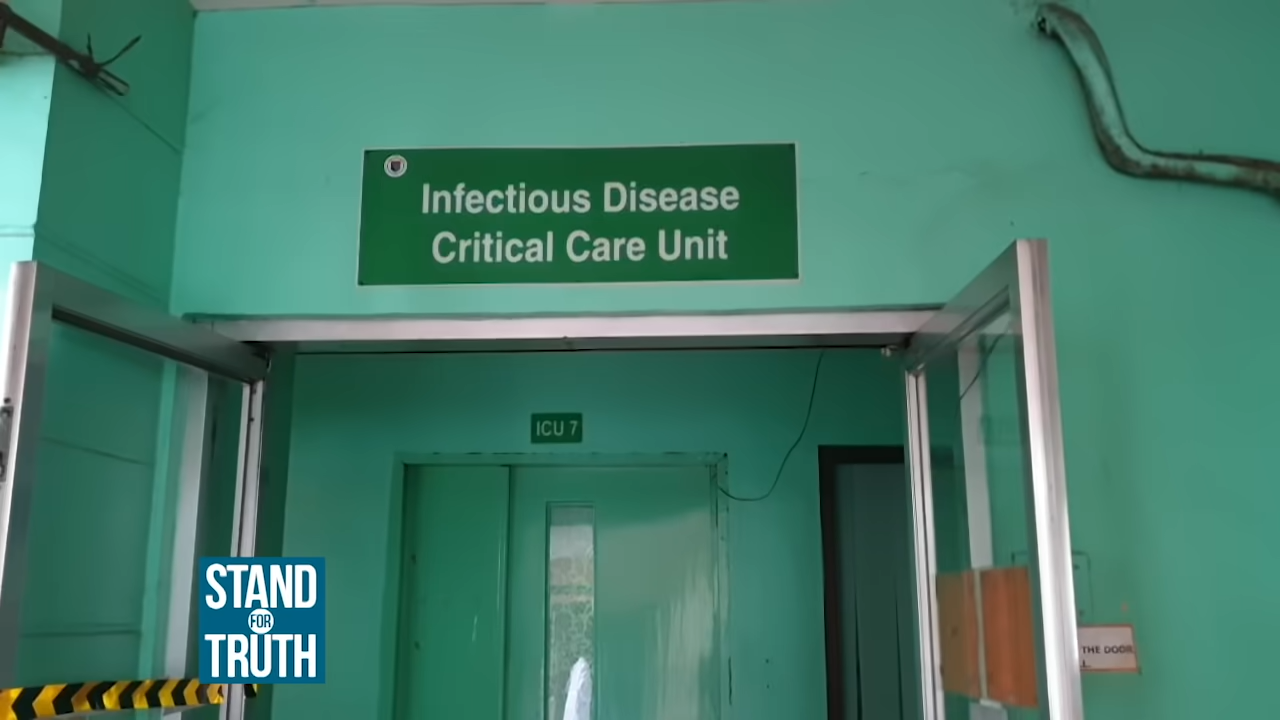 Infectious Disease
Critical Care Unit
ICU 7
STAND
FOR
TRUTH
THE DOOR